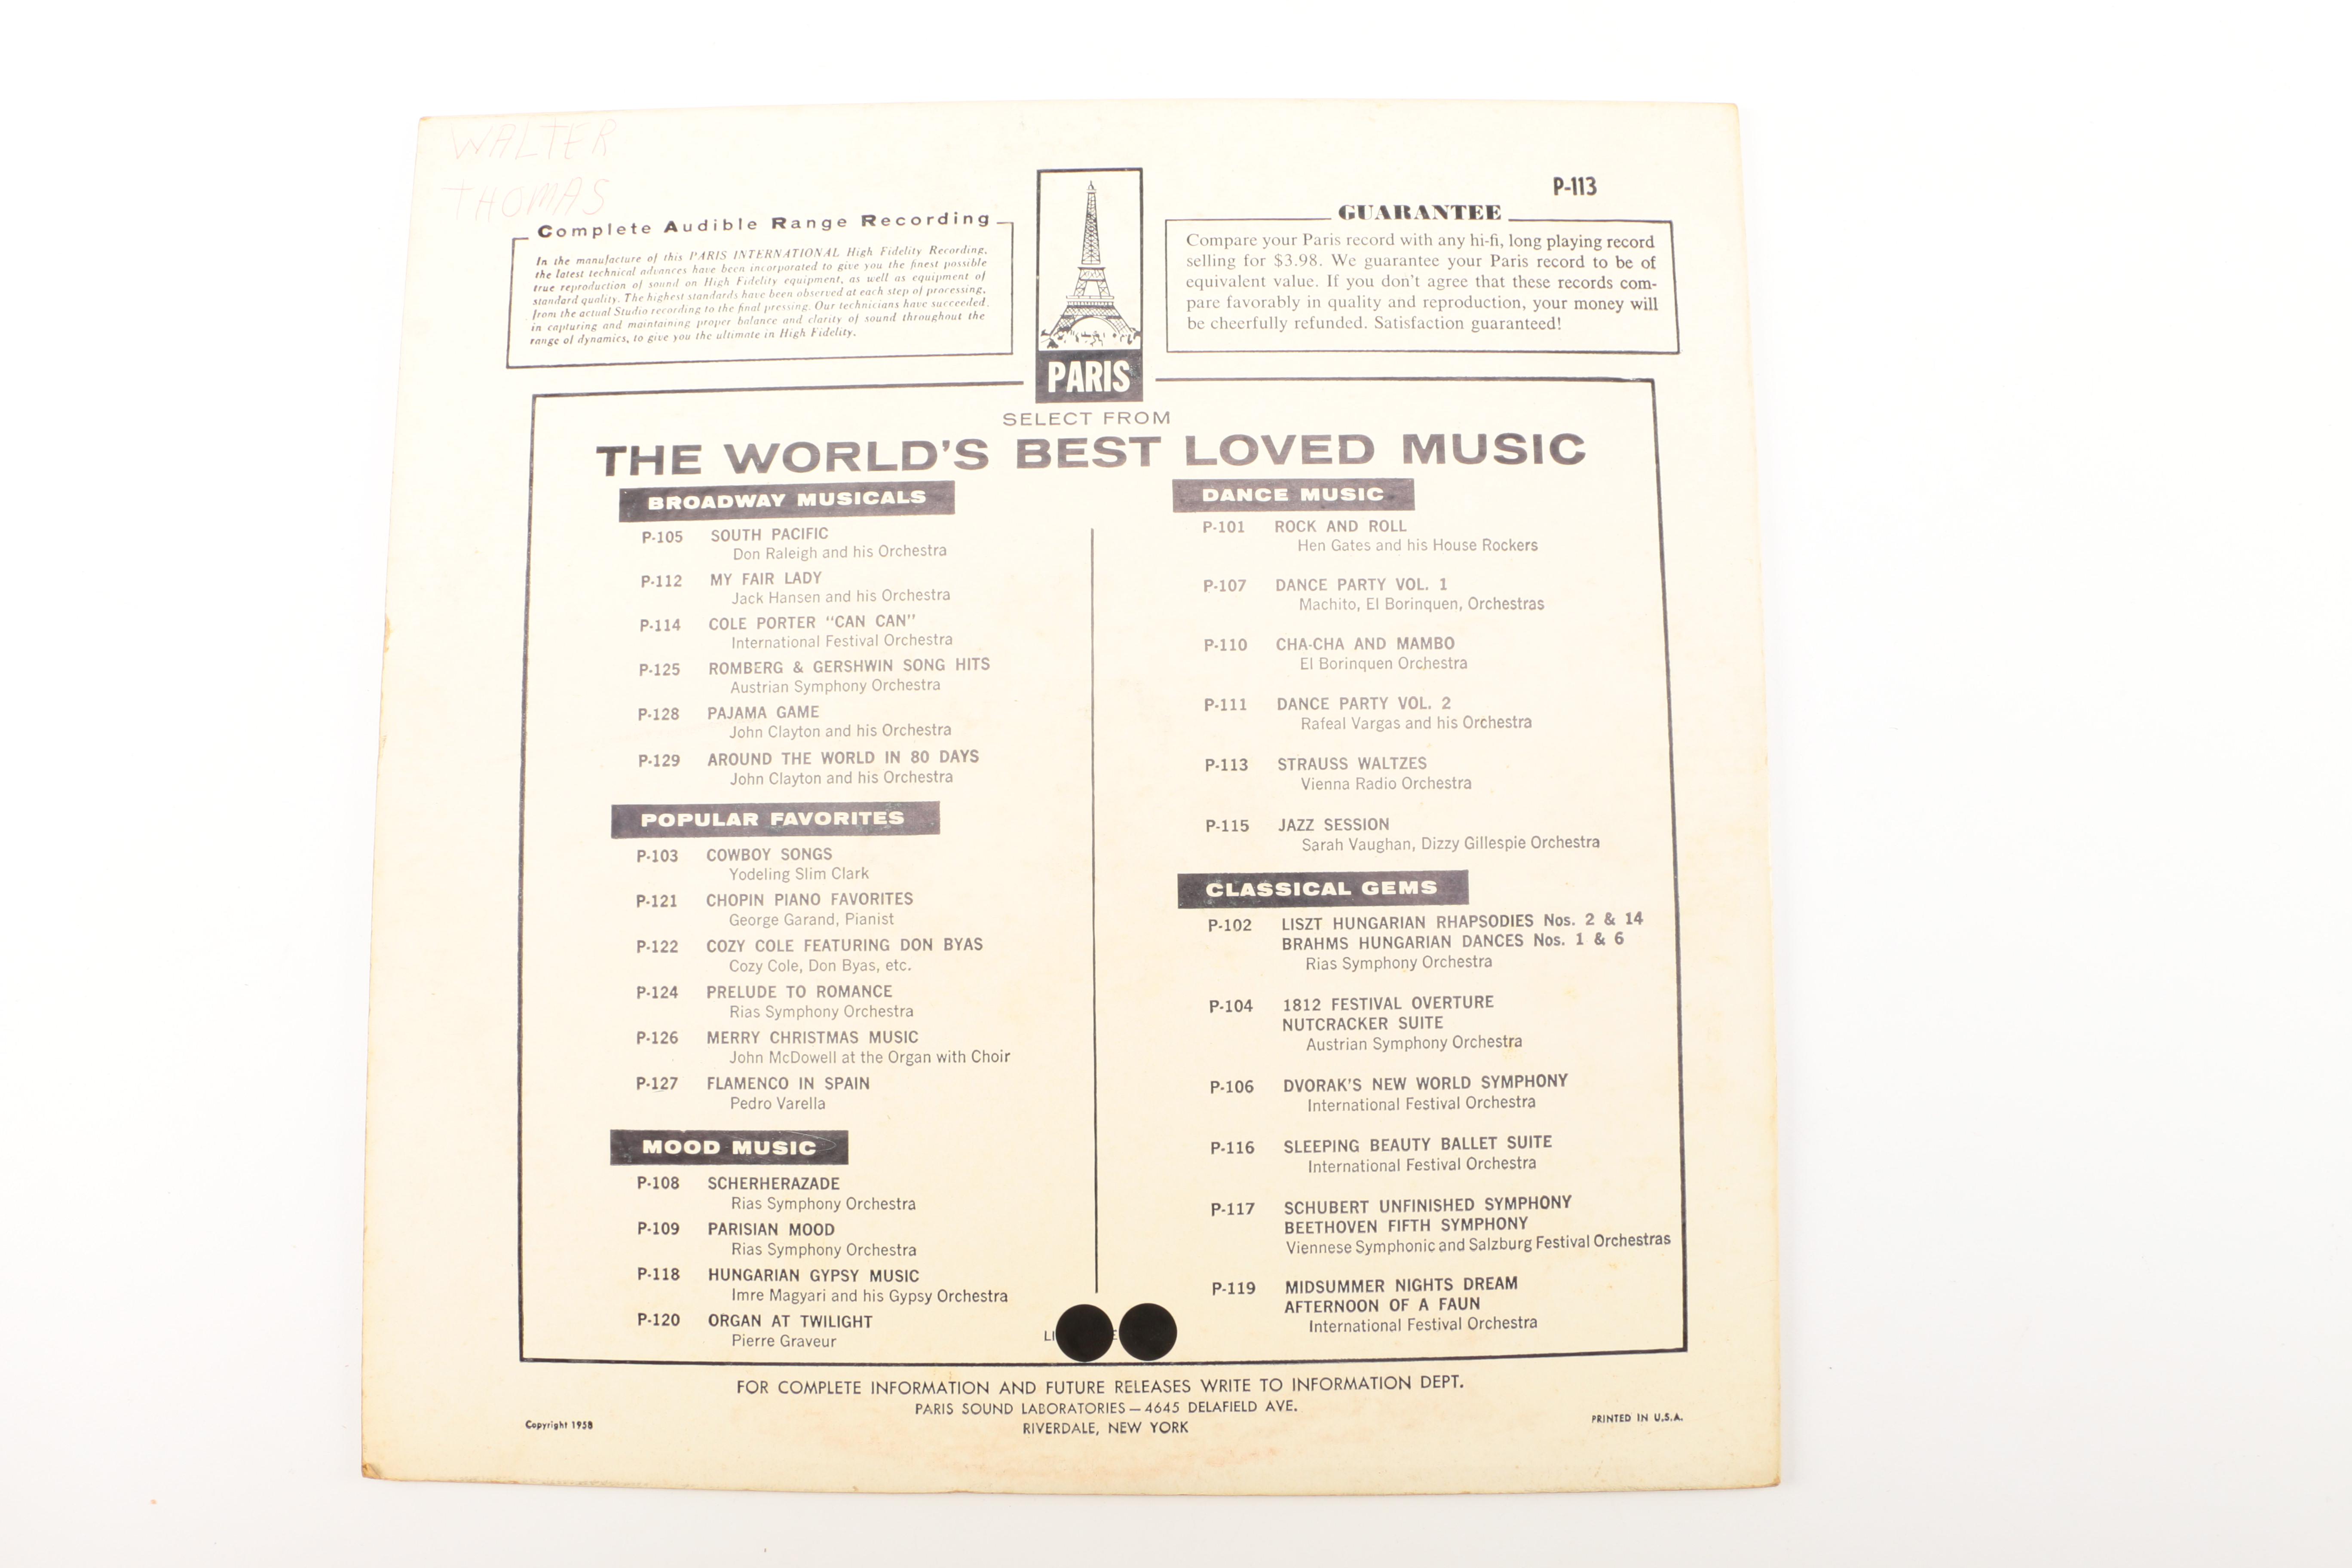 WALTER
THOMAS
P-113
Complete Audible Range Recording
In the manufacture of this PARIS INTERNATIONAL High Fidelity Recording,
the latest technical advances have been incorporated to give you the finest possible
true reproduction of sound on High Fidelity equipment, as well as equipment of
standard quality. The highest standards have been observed at each step of processing,
from the actual Studio recording to the final pressing. Our technicians have succeeded
in capturing and maintaining proper balance and clarity of sound throughout the
range of dynamics, to give you the ultimate in High Fidelity.
PARIS
GUARANTEE
Compare your Paris record with any hi-fi, long playing record
selling for $3.98. We guarantee your Paris record to be of
equivalent value. If you don't agree that these records com-
pare favorably in quality and reproduction, your money will
be cheerfully refunded. Satisfaction guaranteed!
SELECT FROM
THE WORLD'S BEST LOVED MUSIC
BROADWAY MUSICALS
P-105 SOUTH PACIFIC
Don Raleigh and his Orchestra
P-112 MY FAIR LADY
Jack Hansen and his Orchestra
P-114 COLE PORTER "CAN CAN"
International Festival Orchestra
P-125 ROMBERG & GERSHWIN SONG HITS
Austrian Symphony Orchestra
P-128 PAJAMA GAME
John Clayton and his Orchestra
P-129 AROUND THE WORLD IN 80 DAYS
John Clayton and his Orchestra
POPULAR FAVORITES
P-103 COWBOY SONGS
Yodeling Slim Clark
P-121 CHOPIN PIANO FAVORITES
George Garand, Pianist
P-122 COZY COLE FEATURING DON BYAS
Cozy Cole, Don Byas, etc.
P-124 PRELUDE TO ROMANCE
Rias Symphony Orchestra
P-126 MERRY CHRISTMAS MUSIC
John McDowell at the Organ with Choir
P-127 FLAMENCO IN SPAIN
Pedro Varella
MOOD MUSIC
P-108 SCHERHERAZADE
Rias Symphony Orchestra
P-109 PARISIAN MOOD
Rias Symphony Orchestra
P-118 HUNGARIAN GYPSY MUSIC
Imre Magyari and his Gypsy Orchestra
P-120 ORGAN AT TWILIGHT
Pierre Graveur
DANCE MUSIC
P-101 ROCK AND ROLL
Hen Gates and his House Rockers
P-107 DANCE PARTY VOL. 1
Machito, El Borinquen, Orchestras
P-110 CHA-CHA AND MAMBO
El Borinquen Orchestra
P-111 DANCE PARTY VOL. 2
Rafeal Vargas and his Orchestra
P-113 STRAUSS WALTZES
Vienna Radio Orchestra
P-115 JAZZ SESSION
Sarah Vaughan, Dizzy Gillespie Orchestra
CLASSICAL GEMS
P-102 LISZT HUNGARIAN RHAPSODIES Nos. 2 & 14
BRAHMS HUNGARIAN DANCES Nos. 1 & 6
Rias Symphony Orchestra
P-104 1812 FESTIVAL OVERTURE
NUTCRACKER SUITE
Austrian Symphony Orchestra
P-106 DVORAK'S NEW WORLD SYMPHONY
International Festival Orchestra
P-116 SLEEPING BEAUTY BALLET SUITE
International Festival Orchestra
P-117 SCHUBERT UNFINISHED SYMPHONY
BEETHOVEN FIFTH SYMPHONY
Viennese Symphonic and Salzburg Festival Orchestras
P-119 MIDSUMMER NIGHTS DREAM
AFTERNOON OF A FAUN
International Festival Orchestra
FOR COMPLETE INFORMATION AND FUTURE RELEASES WRITE TO INFORMATION DEPT.
PARIS SOUND LABORATORIES — 4645 DELAFIELD AVE.
RIVERDALE, NEW YORK
Copyright 1958
PRINTED IN U.S.A.